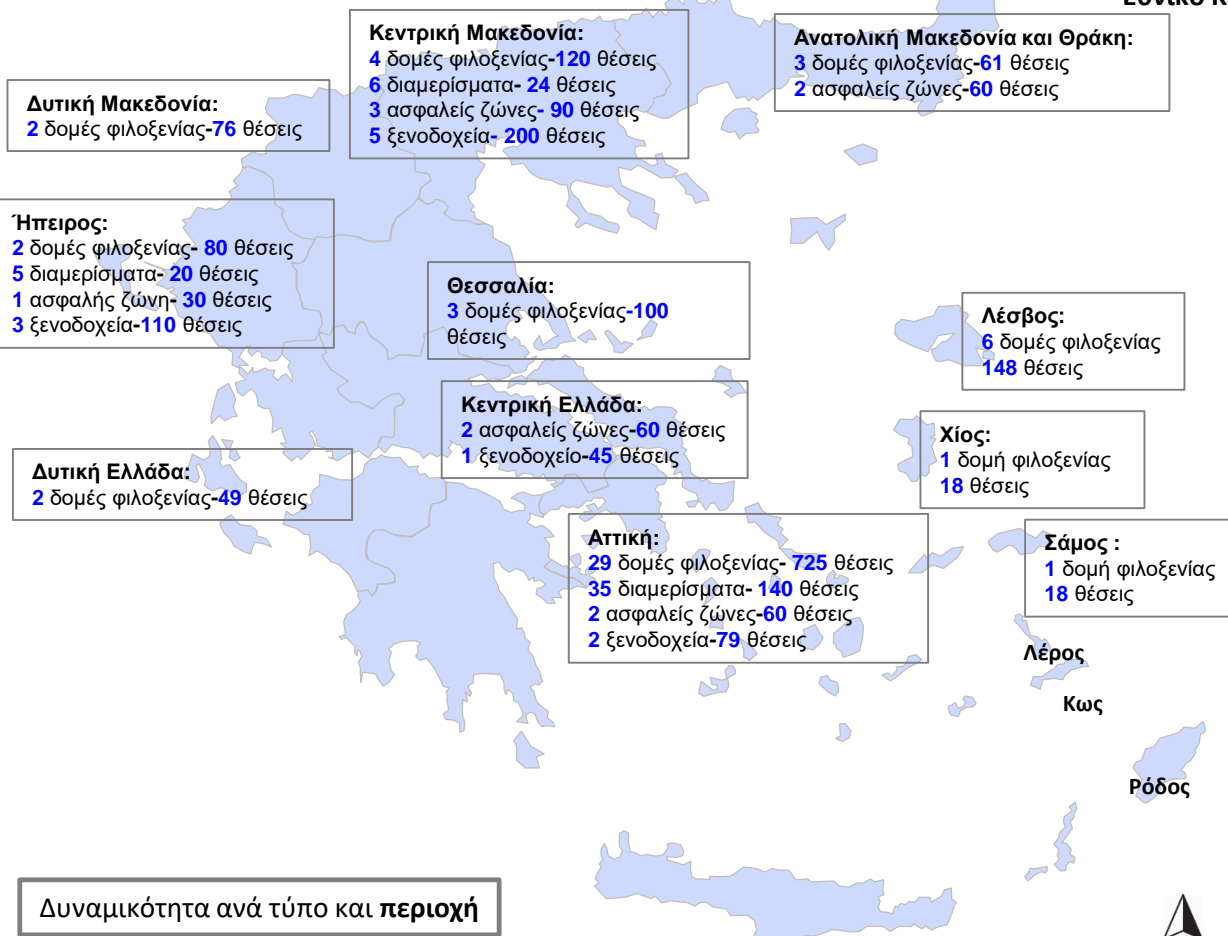 Κεντρική Μακεδονία:
4 δομές φιλοξενίας-120 θέσεις
6 διαμερίσματα- 24 θέσεις
3 ασφαλείς ζώνες- 90 θέσεις
5 ξενοδοχεία- 200 θέσεις
Ανατολική Μακεδονία και Θράκη:
3 δομές φιλοξενίας-61 θέσεις
2 ασφαλείς ζώνες-60 θέσεις
Δυτική Μακεδονία:
2 δομές φιλοξενίας-76 θέσεις
Ήπειρος:
2 δομές φιλοξενίας- 80 θέσεις
5 διαμερίσματα- 20 θέσεις
1 ασφαλής ζώνη- 30 θέσεις
3 ξενοδοχεία-110 θέσεις
Θεσσαλία:
3 δομές φιλοξενίας-100
θέσεις
Λέσβος:
6 δομές φιλοξενίας
148 θέσεις
Κεντρική Ελλάδα:
2 ασφαλείς ζώνες-60 θέσεις
1 ξενοδοχείο-45 θέσεις
Χίος:
1 δομή φιλοξενίας
18 θέσεις
Δυτική Ελλάδα:
2 δομές φιλοξενίας-49 θέσεις
Αττική:
29 δομές φιλοξενίας- 725 θέσεις
35 διαμερίσματα- 140 θέσεις
2 ασφαλείς ζώνες-60 θέσεις
2 ξενοδοχεία-79 θέσεις
Σάμος :
1 δομή φιλοξενίας
18 θέσεις
Λέρος
Κως
Ρόδος
Δυναμικότητα ανά τύπο και περιοχή